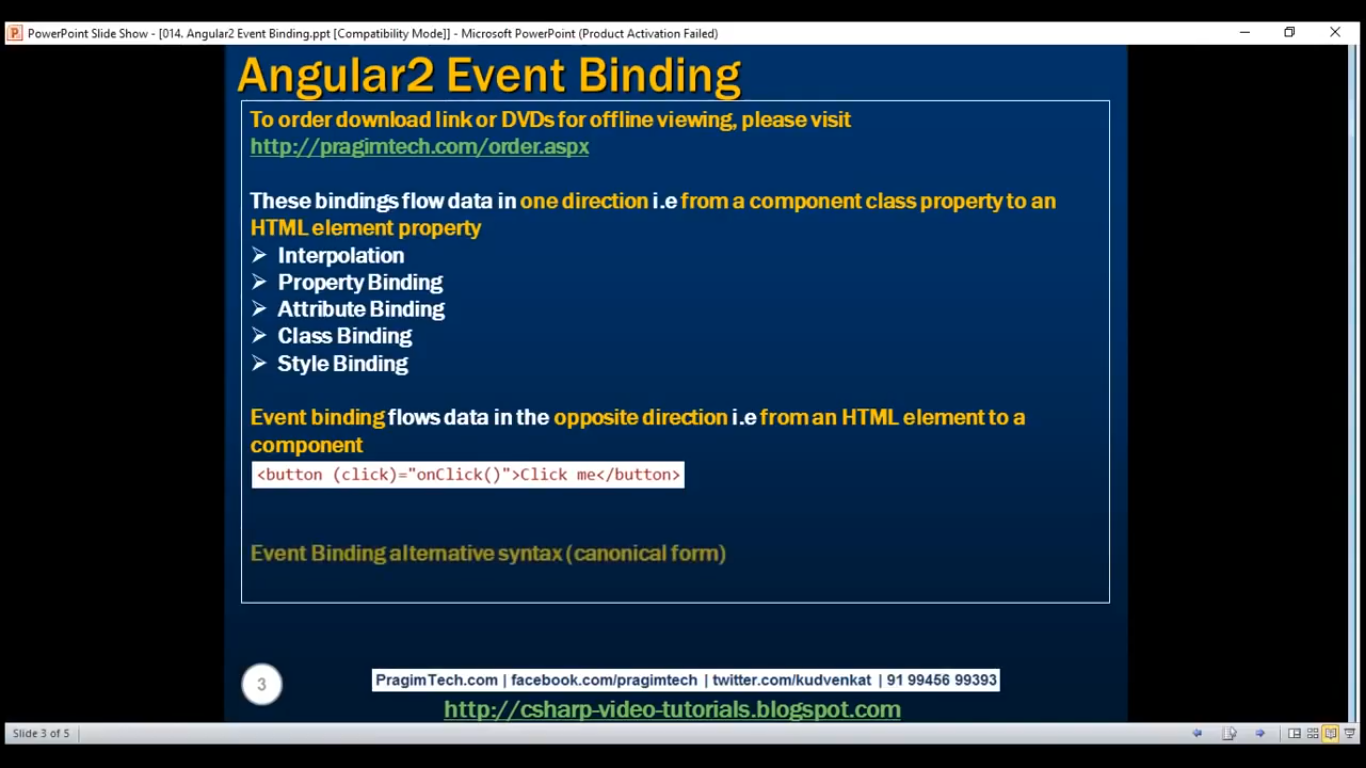 PowerPoint Slide Show - [014. Angular2 Event Binding.ppt [Compatibility Mode]] - Microsoft PowerPoint (Product Activation Failed)
Angular2 Event Binding
To order download link or DVDs for offline viewing, please visit
http://pragimtech.com/order.aspx
These bindings flow data in one direction i.e from a component class property to an
HTML element property
Interpolation
Property Binding
Attribute Binding
Class Binding
Style Binding
Event binding flows data in the opposite direction i.e from an HTML element to a
component
<button (click)="onClick()">Click me</button>
Event Binding alternative syntax (canonical form)
3
PragimTech.com | facebook.com/pragimtech | twitter.com/kudvenkat | 91 99456 99393
http://csharp-video-tutorials.blogspot.com
Slide 3 of 5